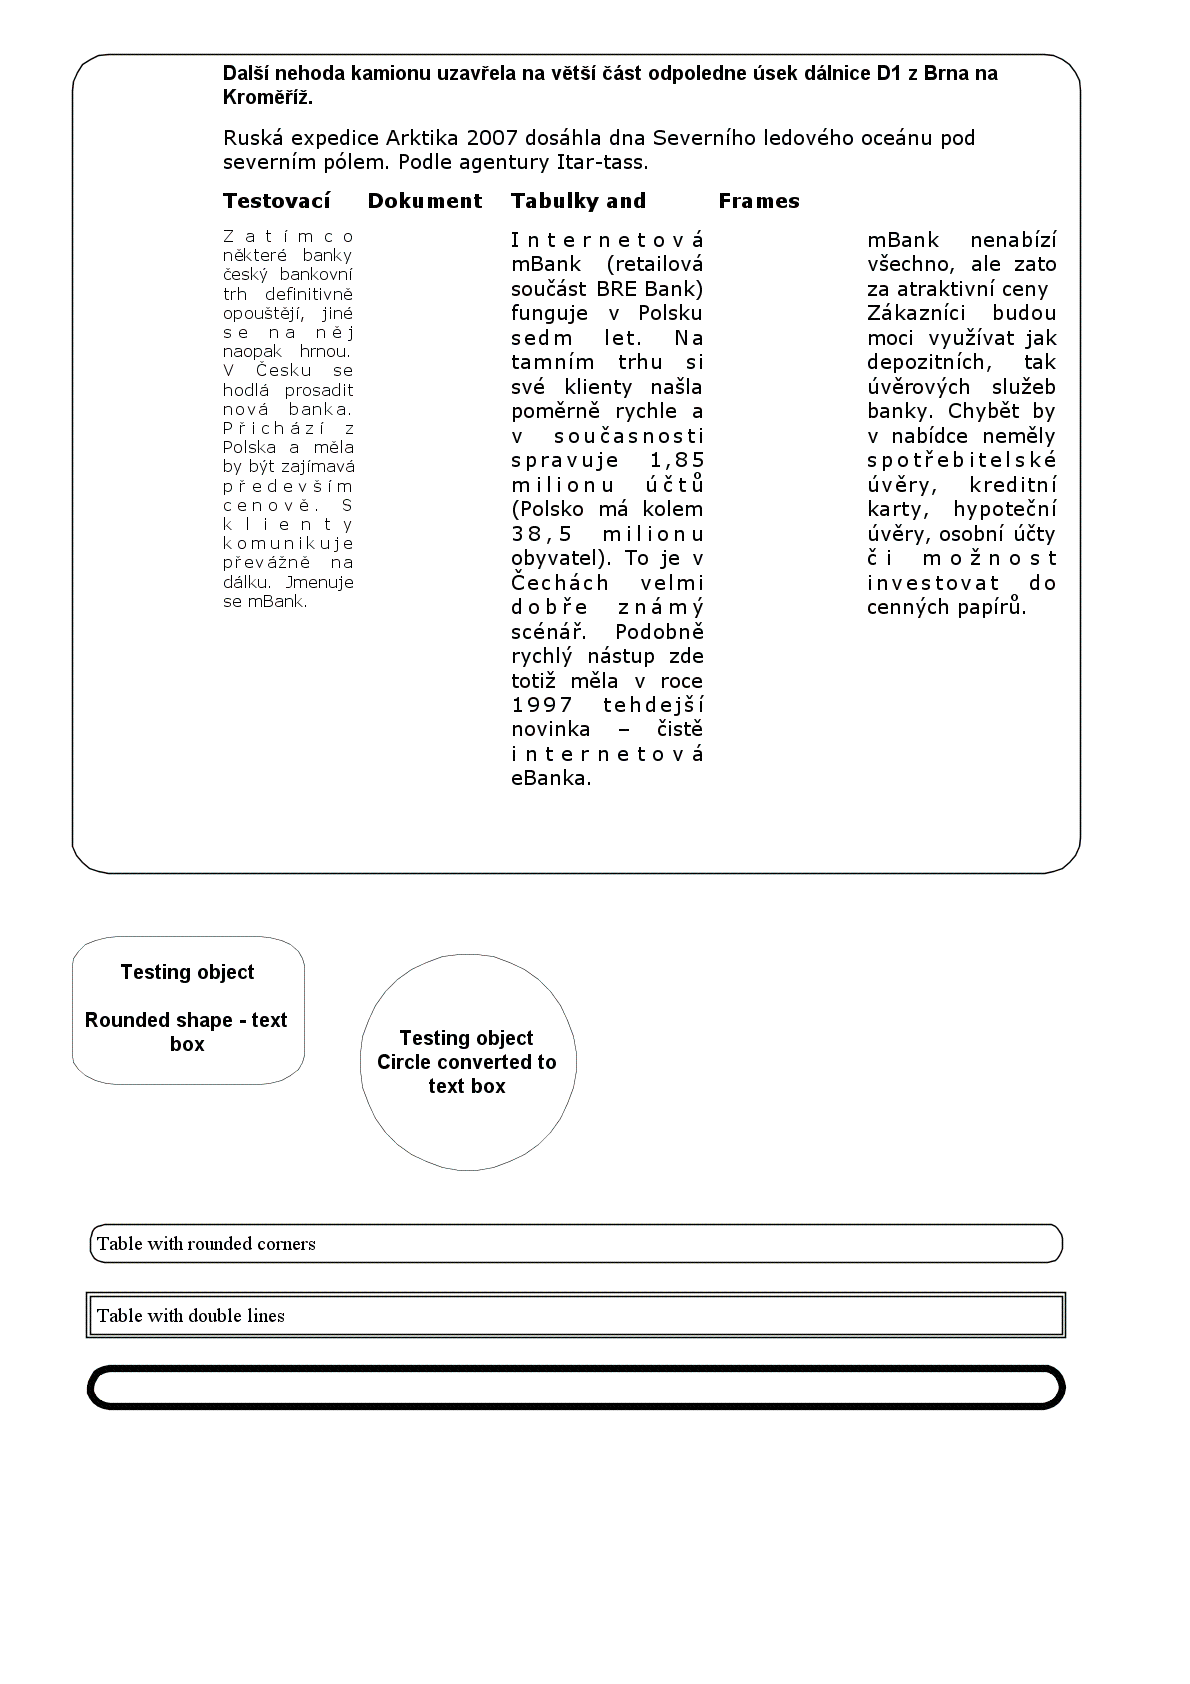 Další nehoda kamionu uzavřela na větší část odpoledne úsek dálnice D1 z Brna na
Kroměříž.
Ruská expedice Arktika 2007 dosáhla dna Severního ledového oceánu pod
severním pólem. Podle agentury Itar-tass.
Testovací Dokument Tabulky and Frames
Zatímco
některé banky
český bankovní
trh definitivně
opouštějí, jiné
se na něj
naopak hrnou.
V Česku se
hodlá prosadit
nová banka.
Přichází z
Polska a měla
by být zajímavá
především
cenově. S
klienty
komunikuje
převážně na
dálku. Jmenuje
se mBank.
Internetová
mBank (retailová
součást BRE Bank)
funguje v Polsku
sedm let. Na
tamním trhu si
své klienty našla
poměrně rychle a
v současnosti
spravuje 1,85
milionu účtů
(Polsko má kolem
38,5 milionu
obyvatel). To je v
Čechách velmi
dobře známý
scénář. Podobně
rychlý nástup zde
totiž měla v roce
1997 tehdejší
novinka – čistě
internetová
eBanka.
mBank nenabízí
všechno, ale zato
za atraktivní ceny
Zákazníci budou
moci využívat jak
depozitních, tak
úvěrových služeb
banky. Chybět by
v nabídce neměly
spotřebitelské
úvěry, kreditní
karty, hypoteční
úvěry, osobní účty
či možnost
investovat do
cenných papírů.
Testing object
Rounded shape - text
box
Testing object
Circle converted to
text box
Table with rounded corners
Table with double lines